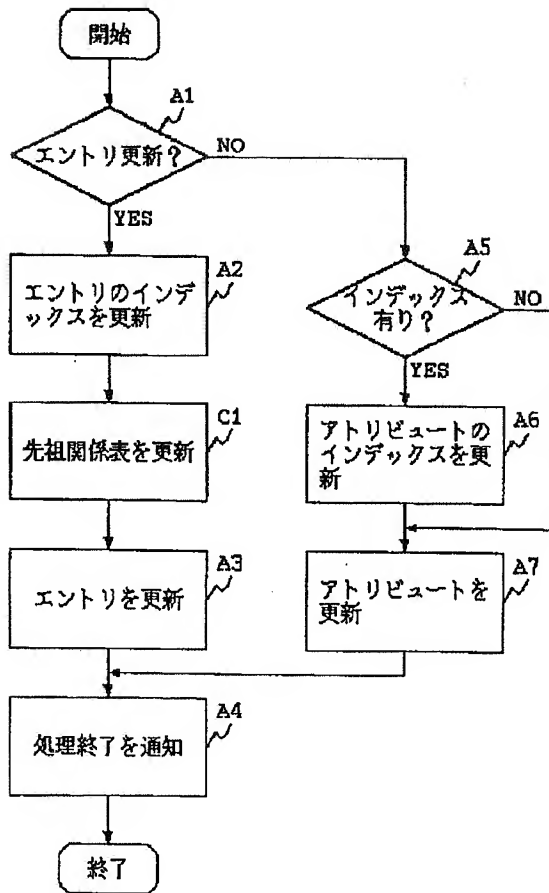 開始
A1
エントリ更新?
NO
YES
A2
エントリのインデ
ックスを更新
A5
インデックス
有り?
NO
YES
C1
先祖関係表を更新
A6
アトリビュートの
インデックスを更
新
A3
エントリを更新
A7
アトリビュートを
更新
A4
処理終了を通知
終了